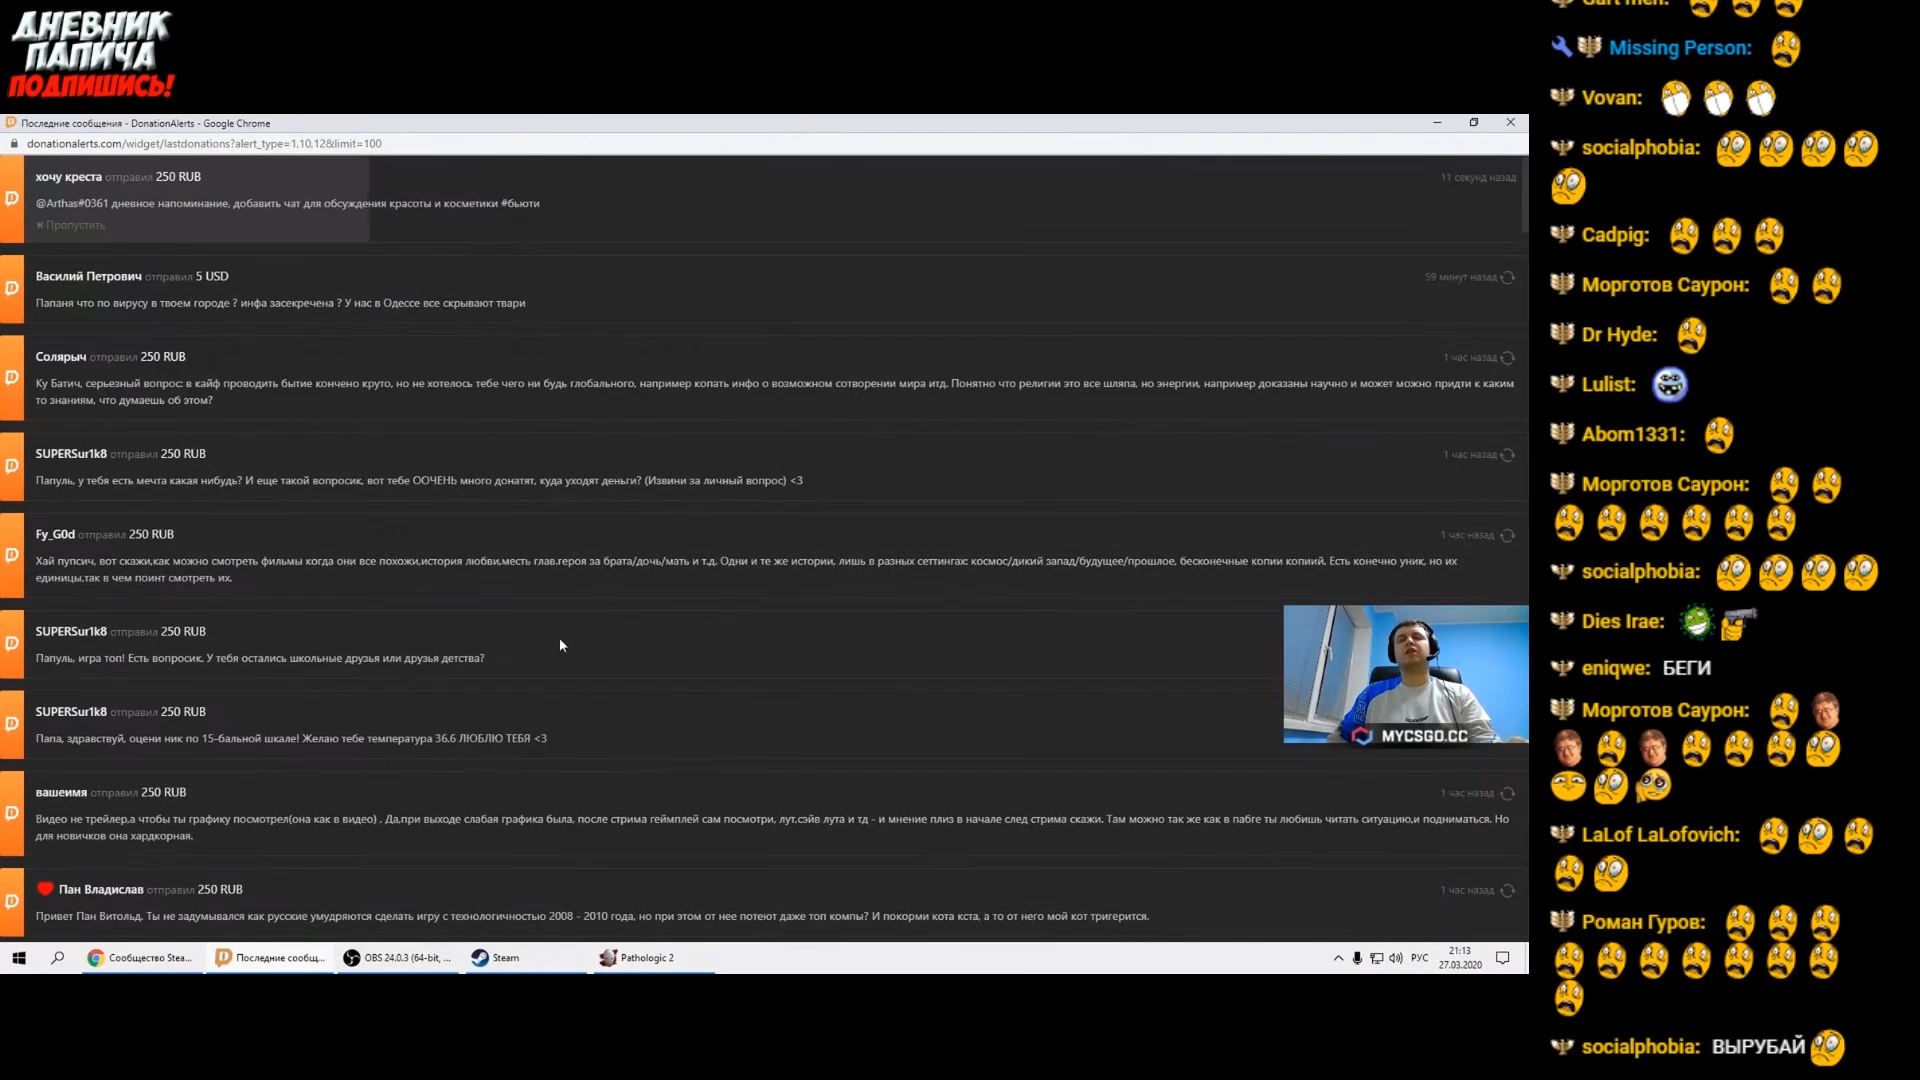 ДНЕВНИК
ПАПИЧА
ПОДПИШИСЬ!
Последние сообщения - DonationAlerts - Google Chrome
donationalerts.com/widget/lastdonations?alert_type=1,10,12&limit=100
хочу креста отправил 250 RUB
11 секунд назад
@Arthas#0361 дневное напоминание, добавить чат для обсуждения красоты и косметики #бьюти
Пропустить
Василий Петрович отправил 5 USD
59 минут назад
Папаня что по вирусу в твоем городе ? инфа засекречена ? У нас в Одессе все скрывают твари
Солярыч отправил 250 RUB
1 час назад
Ку Батич, серьезный вопрос: в кайф проводить бытие кончено круто, но не хотелось тебе чего ни будь глобального, например копать инфо о возможном сотворении мира итд. Понятно что религии это все шляпа, но энергии, например доказаны научно и может можно придти к каким
то знаниям, что думаешь об этом?
SUPERSur1k8 отправил 250 RUB
1 час назад
Папуль, у тебя есть мечта какая нибудь? И еще такой вопросик, вот тебе ООЧЕНЬ много донатят, куда уходят деньги? (Извини за личный вопрос) <3
Fy_G0d отправил 250 RUB
1 час назад
Хай пупсич, вот скажи,как можно смотреть фильмы когда они все похожи,история любви,месть глав.героя за брата/дочь/мать и т.д. Одни и те же истории, лишь в разных сеттингах: космос/дикий запад/будущее/прошлое, бесконечные копии копиий. Есть конечно уник, но их
единицы,так в чем поинт смотреть их.
SUPERSur1k8 отправил 250 RUB
Папуль, игра топ! Есть вопросик. У тебя остались школьные друзья или друзья детства?
SUPERSur1k8 отправил 250 RUB
Папа, здравствуй, оцени ник по 15-бальной шкале! Желаю тебе температура 36.6 ЛЮБЛЮ ТЕБЯ <3
MYCSGO.CC
вашеимя отправил 250 RUB
1 час назад
Видео не трейлер,а чтобы ты графику посмотрел(она как в видео) . Да,при выходе слабая графика была, после стрима геймплей сам посмотри, лут.сэйв лута и тд - и мнение плиз в начале след стрима скажи. Там можно так же как в пабге ты любишь читать ситуацию,и подниматься. Но
для новичков она хардкорная.
Пан Владислав отправил 250 RUB
1 час назад
Привет Пан Витольд. Ты не задумывался как русские умудряются сделать игру с технологичностью 2008 - 2010 года, но при этом от нее потеют даже топ компы? И покорми кота кста, а то от него мой кот тригерится.
Сообщество Stea...
Последние сообщ...
OBS 24.0.3 (64-bit, ...
Steam
Pathologic 2
РУС
21:13
27.03.2020
Missing Person:
Vovan:
socialphobia:
Cadpig:
Морготов Саурон:
Dr Hyde:
Lulist:
Abom1331:
Морготов Саурон:
socialphobia:
Dies Irae:
eniqwe: БЕГИ
Морготов Саурон:
LaLof LaLofovich:
Роман Гуров:
socialphobia: ВЫРУБАЙ